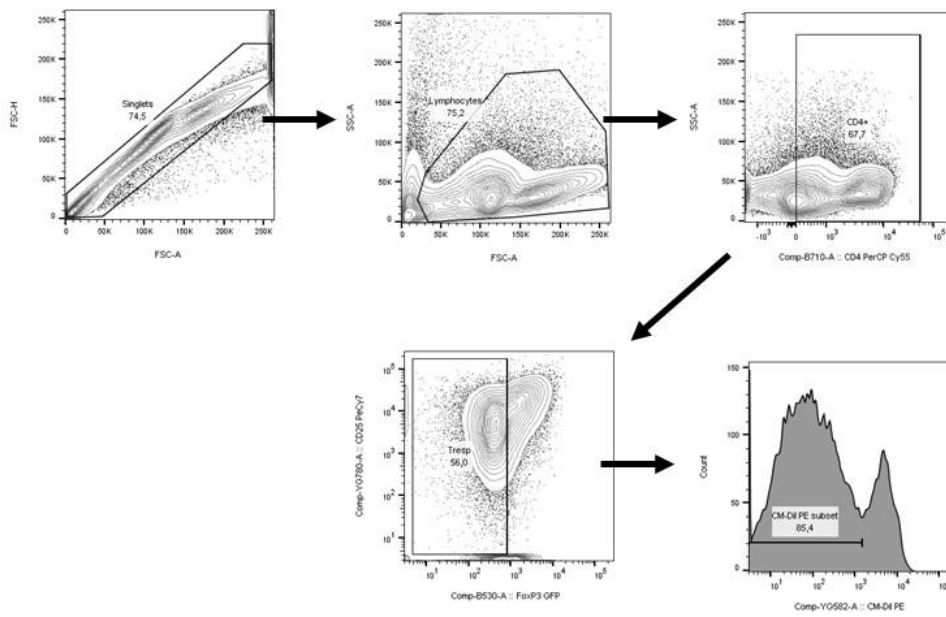 250K
200K
150K
100K
50K
0
FSC-H
Singlets
74,5
0 50K 100K 150K 200K 250K
FSC-A
250K
200K
150K
100K
50K
0
SSC-A
Lymphocytes
75,2
0 50K 100K 150K 200K 250K
FSC-A
250K
200K
150K
100K
50K
0
SSC-A
CD4+
67,7
-10³ 0 10³ 10⁴ 10⁵
Comp-B710-A :: CD4 PerCP Cy5S
10⁵
10⁴
10³
10²
10¹
Comp-YG780-A :: CD25 PeCy7
Tresp
56,0
10¹ 10² 10³ 10⁴ 10⁵
Comp-B530-A :: FoxP3 GFP
150
100
50
0
Count
CM-Dil PE subset
85,4
10¹ 10² 10³ 10⁴
Comp-YG582-A :: CM-Dil PE